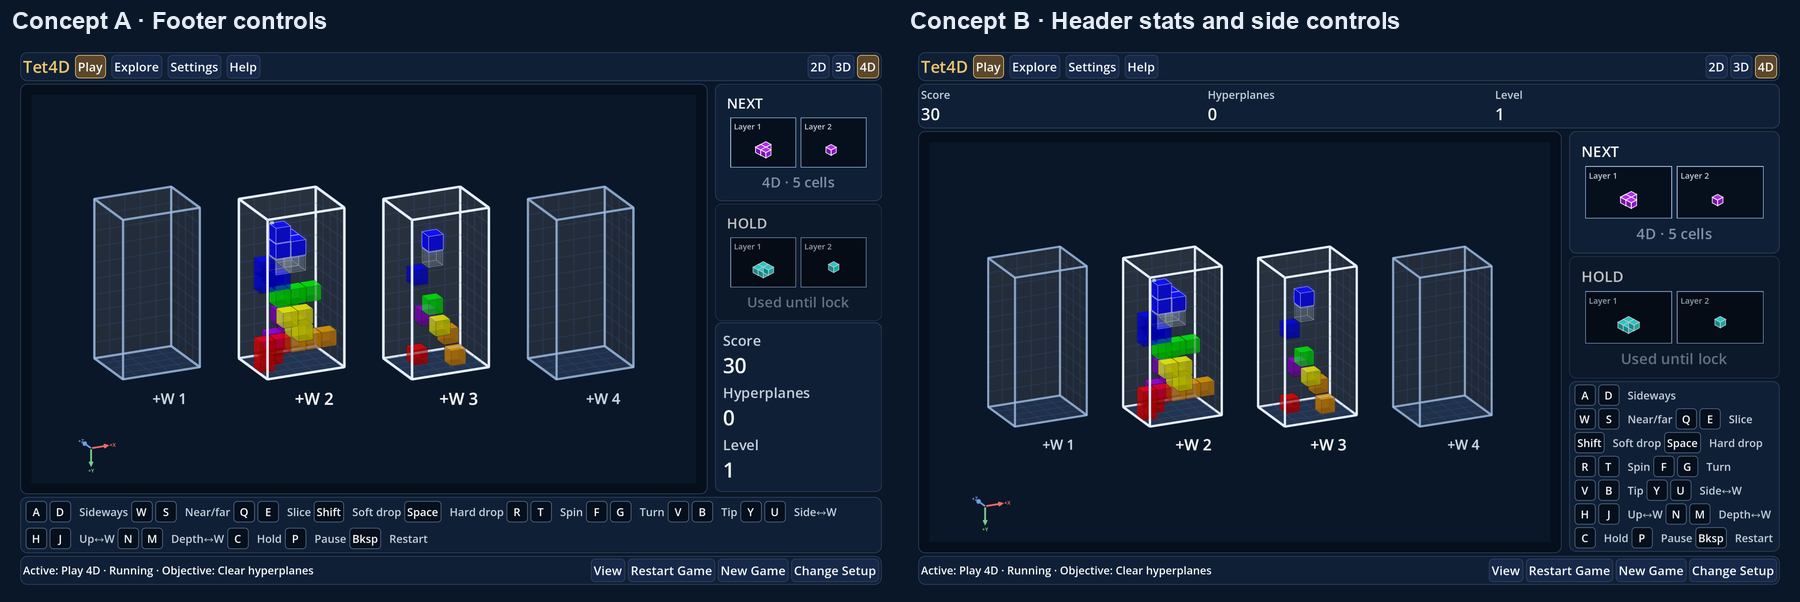 Concept A · Footer controls
Tet4D Play Explore Settings Help 2D 3D 4D
NEXT
Layer 1 Layer 2
4D · 5 cells
HOLD
Layer 1 Layer 2
Used until lock
Score
30
Hyperplanes
0
Level
1
+W 1 +W 2 +W 3 +W 4
+Z +X
+Y
A D Sideways W S Near/far Q E Slice Shift Soft drop Space Hard drop R T Spin F G Turn V B Tip Y U Side↔W
H J Up↔W N M Depth↔W C Hold P Pause Bksp Restart
Active: Play 4D · Running · Objective: Clear hyperplanes View Restart Game New Game Change Setup
Concept B · Header stats and side controls
Tet4D Play Explore Settings Help 2D 3D 4D
Score Hyperplanes Level
30 0 1
NEXT
Layer 1 Layer 2
4D · 5 cells
HOLD
Layer 1 Layer 2
Used until lock
+W 1 +W 2 +W 3 +W 4
+Z +X
+Y
A D Sideways
W S Near/far Q E Slice
Shift Soft drop Space Hard drop
R T Spin F G Turn
V B Tip Y U Side↔W
H J Up↔W N M Depth↔W
C Hold P Pause Bksp Restart
Active: Play 4D · Running · Objective: Clear hyperplanes View Restart Game New Game Change Setup